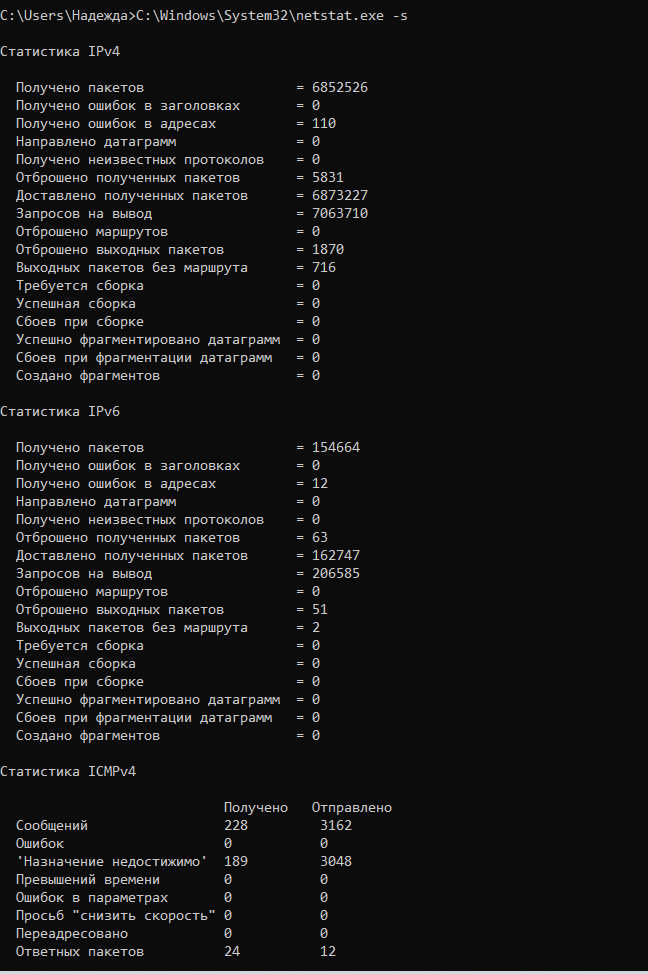 C:\Users\Надежда>C:\Windows\System32\netstat.exe -s
Статистика IPv4
Получено пакетов = 6852526
Получено ошибок в заголовках = 0
Получено ошибок в адресах = 110
Направлено датаграмм = 0
Получено неизвестных протоколов = 0
Отброшено полученных пакетов = 5831
Доставлено полученных пакетов = 6873227
Запросов на вывод = 7063710
Отброшено маршрутов = 0
Отброшено выходных пакетов = 1870
Выходных пакетов без маршрута = 716
Требуется сборка = 0
Успешная сборка = 0
Сбоев при сборке = 0
Успешно фрагментировано датаграмм = 0
Сбоев при фрагментации датаграмм = 0
Создано фрагментов = 0
Статистика IPv6
Получено пакетов = 154664
Получено ошибок в заголовках = 0
Получено ошибок в адресах = 12
Направлено датаграмм = 0
Получено неизвестных протоколов = 0
Отброшено полученных пакетов = 63
Доставлено полученных пакетов = 162747
Запросов на вывод = 206585
Отброшено маршрутов = 0
Отброшено выходных пакетов = 51
Выходных пакетов без маршрута = 2
Требуется сборка = 0
Успешная сборка = 0
Сбоев при сборке = 0
Успешно фрагментировано датаграмм = 0
Сбоев при фрагментации датаграмм = 0
Создано фрагментов = 0
Статистика ICMPv4
Получено Отправлено
Сообщений 228 3162
Ошибок 0 0
'Назначение недостижимо' 189 3048
Превышений времени 0 0
Ошибок в параметрах 0 0
Просьб "снизить скорость" 0 0
Переадресовано 0 0
Ответных пакетов 24 12